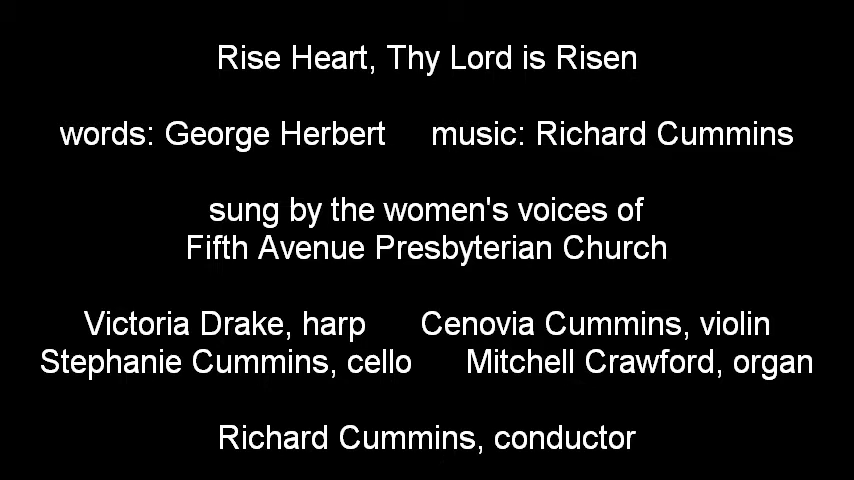 Rise Heart, Thy Lord is Risen
words: George Herbert music: Richard Cummins
sung by the women's voices of
Fifth Avenue Presbyterian Church
Victoria Drake, harp Cenovia Cummins, violin
Stephanie Cummins, cello Mitchell Crawford, organ
Richard Cummins, conductor